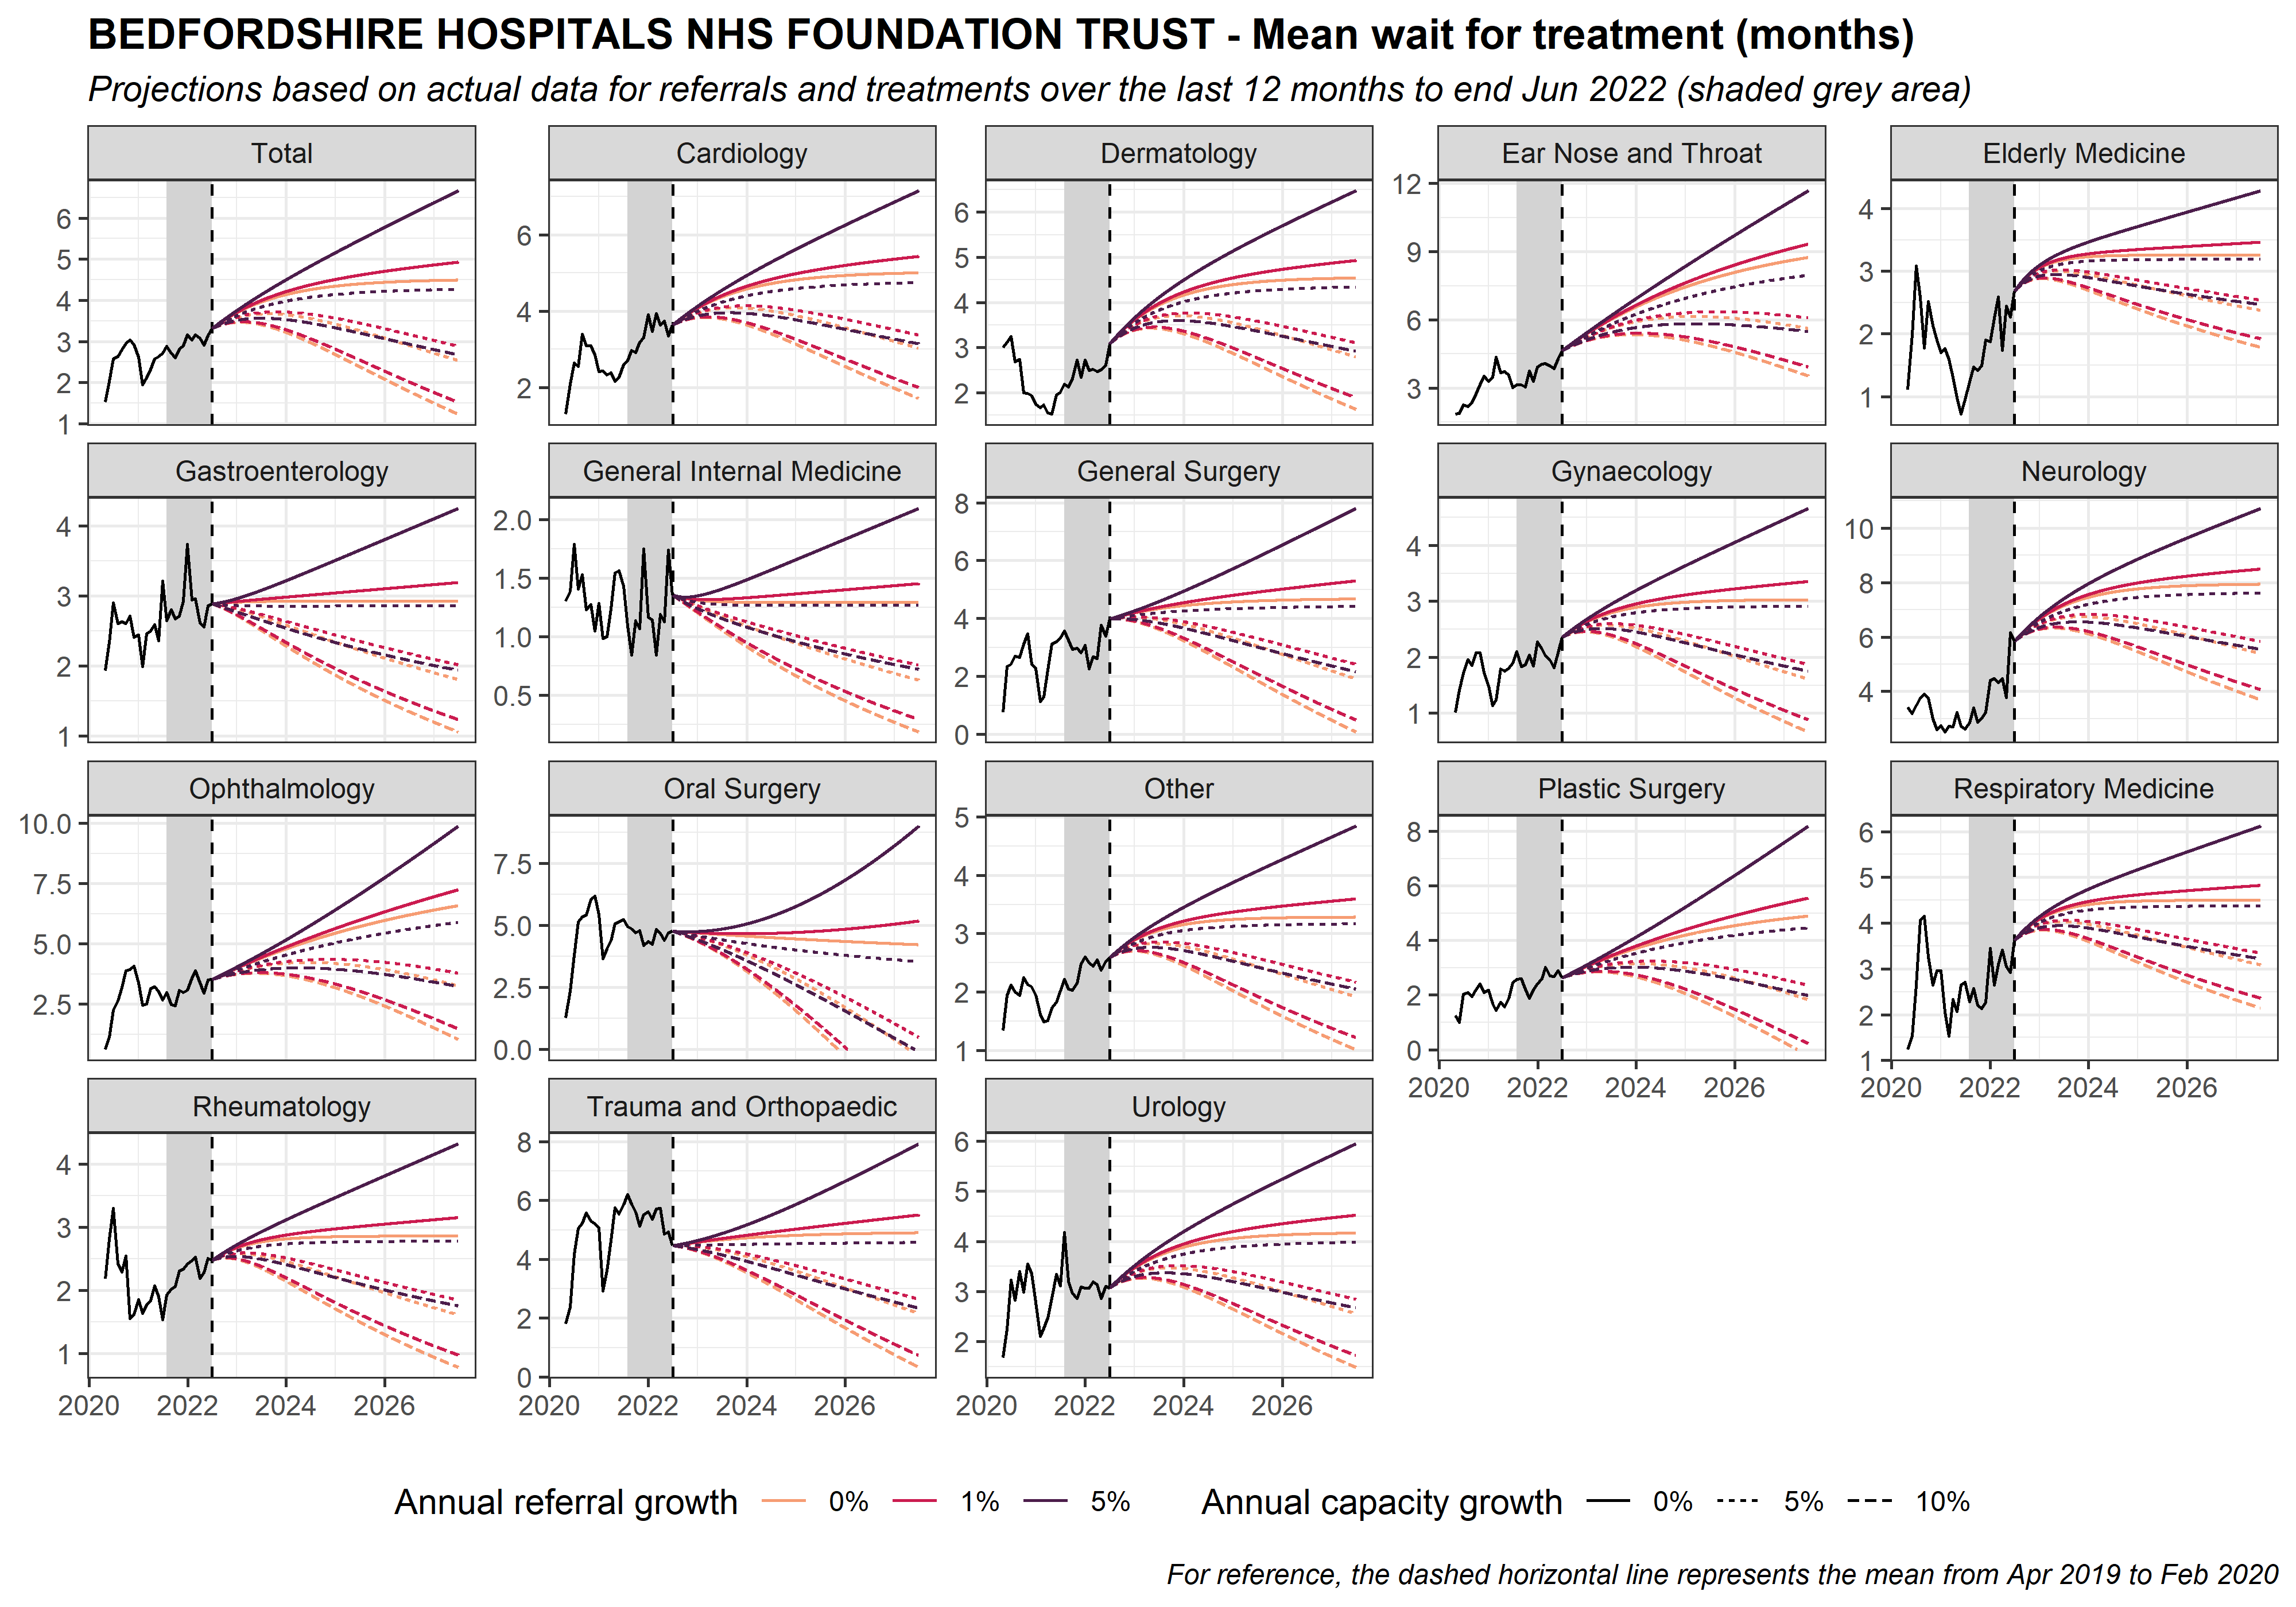 BEDFORDSHIRE HOSPITALS NHS FOUNDATION TRUST - Mean wait for treatment (months)
Projections based on actual data for referrals and treatments over the last 12 months to end Jun 2022 (shaded grey area)
Total
Cardiology
Dermatology
Ear Nose and Throat
Elderly Medicine
6
5
4
3
2
1
6
4
2
6
5
4
3
2
12
9
6
3
4
3
2
1
Gastroenterology
General Internal Medicine
General Surgery
Gynaecology
Neurology
4
3
2
1
2.0
1.5
1.0
0.5
8
6
4
2
0
4
3
2
1
10
8
6
4
Ophthalmology
Oral Surgery
Other
Plastic Surgery
Respiratory Medicine
10.0
7.5
5.0
2.5
7.5
5.0
2.5
0.0
5
4
3
2
1
8
6
4
2
0
6
5
4
3
2
1
2020 2022 2024 2026
2020 2022 2024 2026
Rheumatology
Trauma and Orthopaedic
Urology
4
3
2
1
8
6
4
2
0
6
5
4
3
2
2020 2022 2024 2026
2020 2022 2024 2026
2020 2022 2024 2026
Annual referral growth 0% 1% 5%
Annual capacity growth 0% 5% 10%
For reference, the dashed horizontal line represents the mean from Apr 2019 to Feb 2020